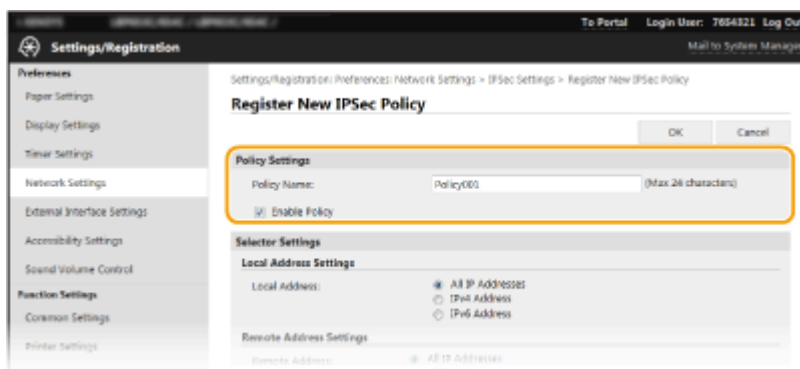 To Portal Login User: 7654321 Log Out
Settings/Registration
Mail to System Manager
Preferences
Paper Settings
Display Settings
Timer Settings
Network Settings
External Interface Settings
Accessibility Settings
Sound Volume Control
Function Settings
Common Settings
Printer Settings
Settings/Registration: Preferences: Network Settings > IPSec Settings > Register New IPSec Policy
Register New IPSec Policy
OK Cancel
Policy Settings
Policy Name: Policy001 (Max 24 characters)
Enable Policy
Selector Settings
Local Address Settings
Local Address: All IP Addresses
IPv4 Address
IPv6 Address
Remote Address Settings
Remote Address: All IP Addresses